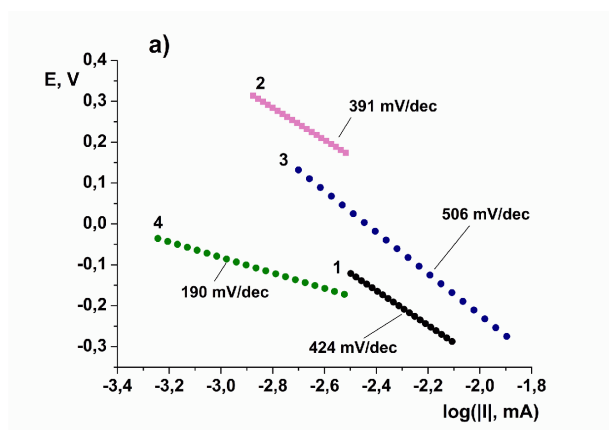 a)
E, V
0,4
0,3
0,2
0,1
0,0
-0,1
-0,2
-0,3
2
391 mV/dec
3
506 mV/dec
4
190 mV/dec
1
424 mV/dec
-3,4 -3,2 -3,0 -2,8 -2,6 -2,4 -2,2 -2,0 -1,8
log(|I|, mA)